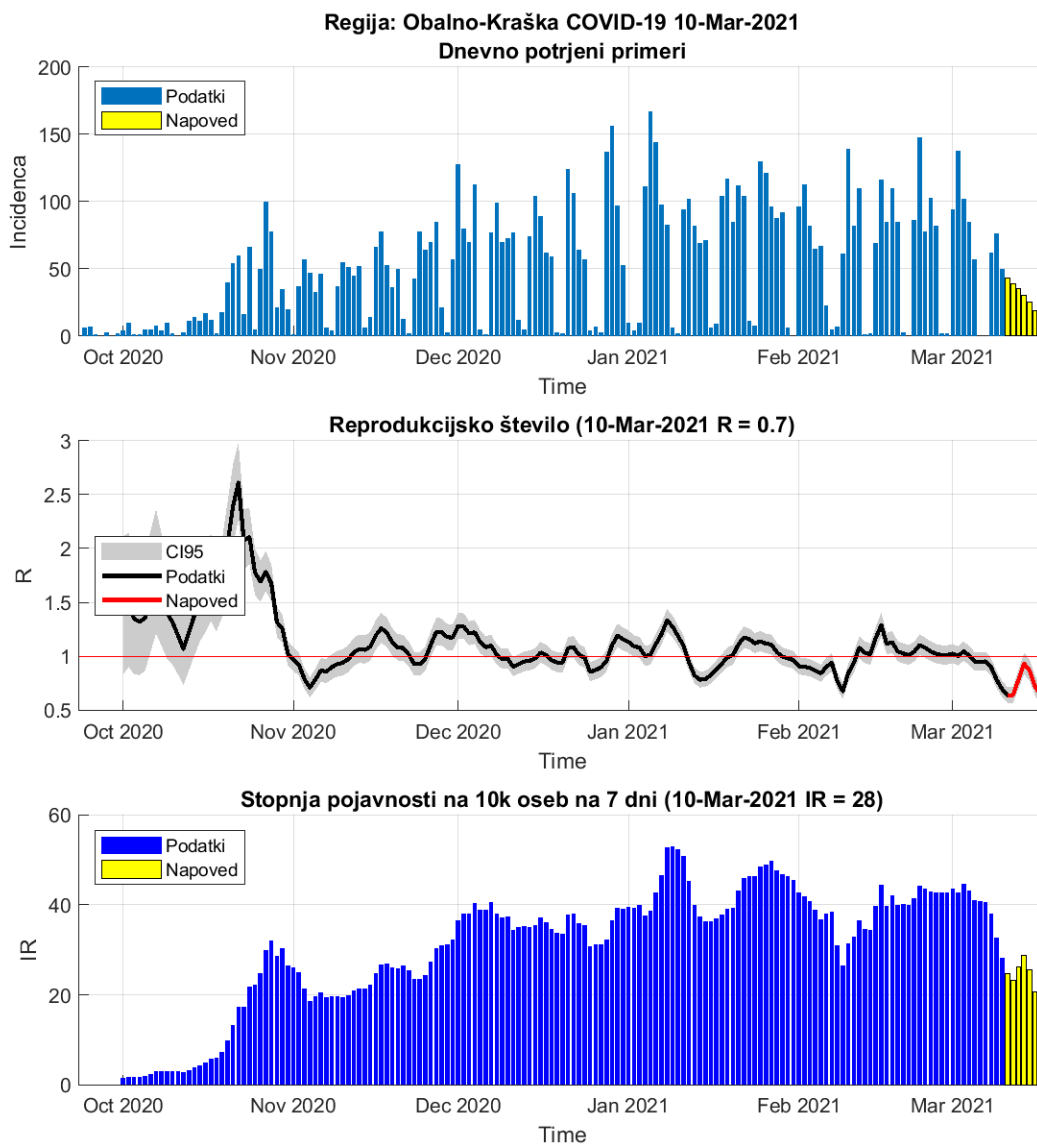 Regija: Obalno-Kraška COVID-19 10-Mar-2021
Dnevno potrjeni primeri
200
150
100
50
0
Incidenca
Podatki
Napoved
Oct 2020 Nov 2020 Dec 2020 Jan 2021 Feb 2021 Mar 2021
Time
Reprodukcijsko število (10-Mar-2021 R = 0.7)
3
2.5
2
1.5
1
0.5
R
CI95
Podatki
Napoved
Oct 2020 Nov 2020 Dec 2020 Jan 2021 Feb 2021 Mar 2021
Time
Stopnja pojavnosti na 10k oseb na 7 dni (10-Mar-2021 IR = 28)
60
40
20
0
IR
Podatki
Napoved
Oct 2020 Nov 2020 Dec 2020 Jan 2021 Feb 2021 Mar 2021
Time